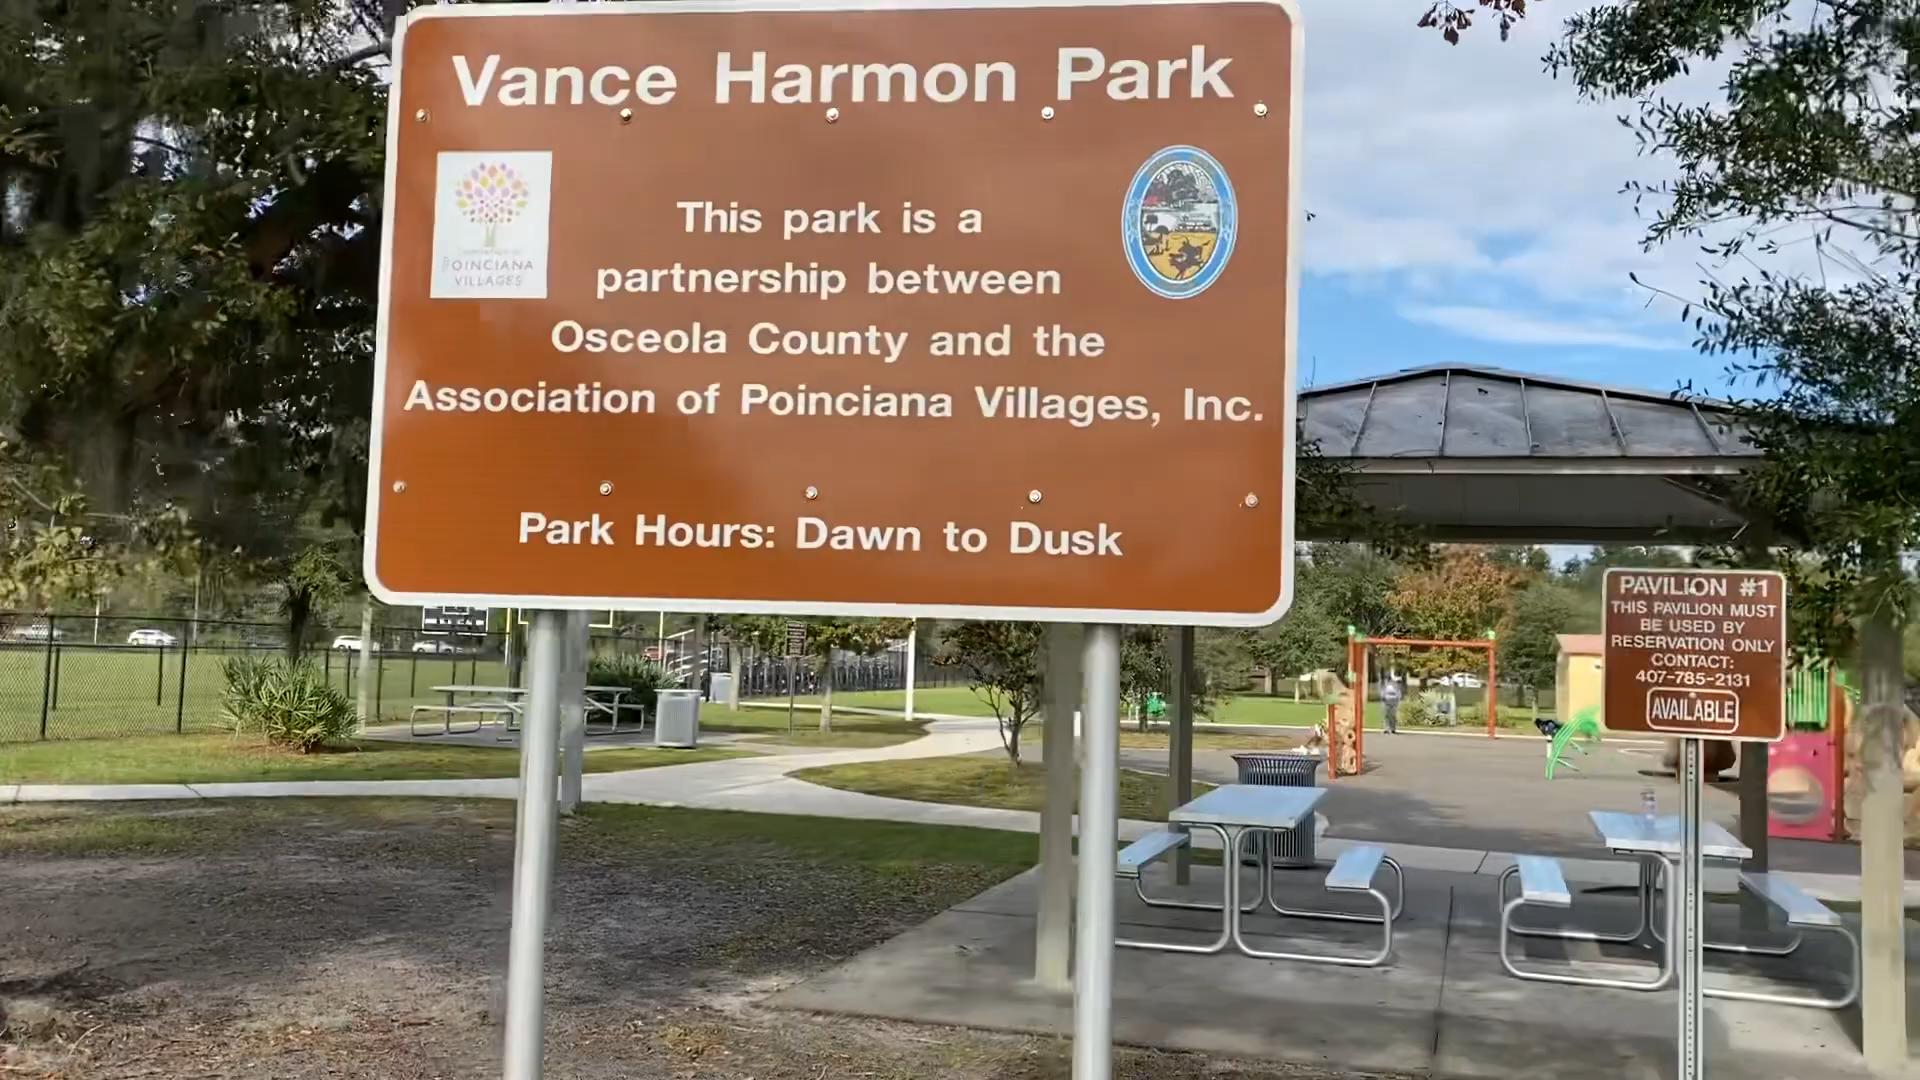 Vance Harmon Park
This park is a
partnership between
Osceola County and the
Association of Poinciana Villages, Inc.
Park Hours: Dawn to Dusk
POINCIANA
VILLAGES
PAVILION #1
THIS PAVILION MUST
BE USED BY
RESERVATION ONLY
CONTACT:
407-785-2131
AVAILABLE